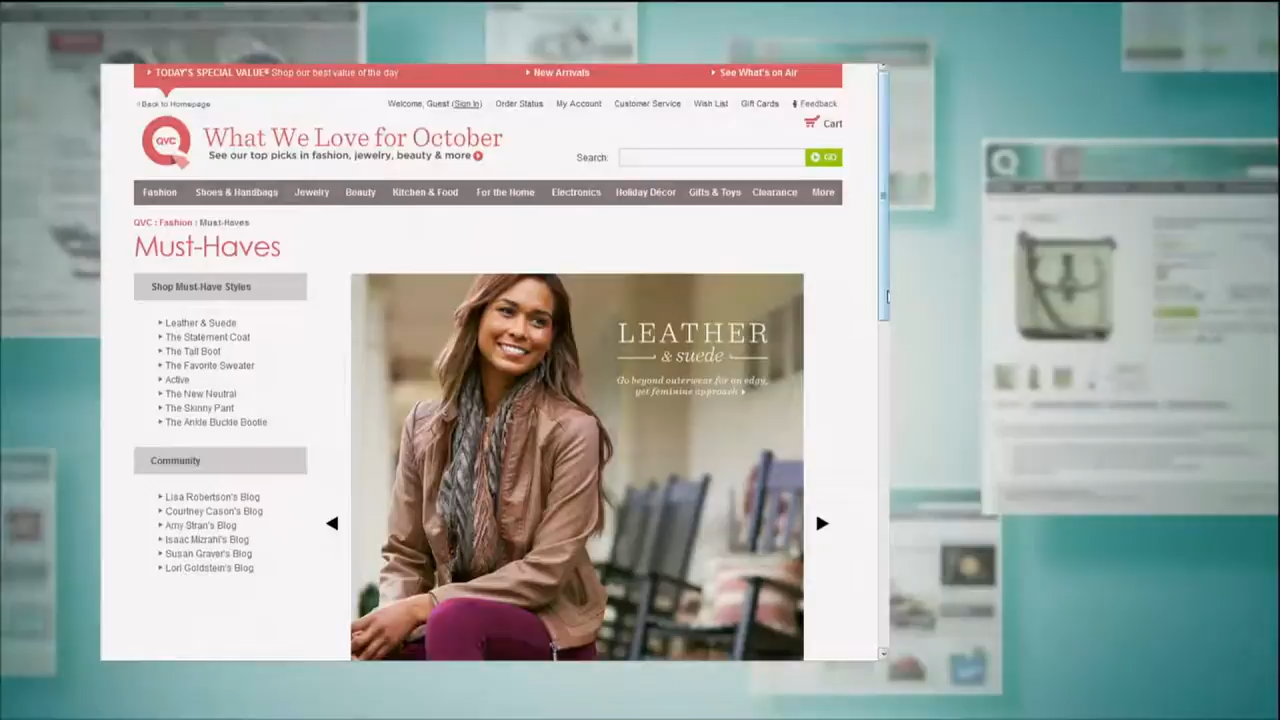 TODAY'S SPECIAL VALUE® Shop our best value of the day
New Arrivals
See What's on Air
Back to Homepage
Welcome, Guest (Sign In)
Order Status
My Account
Customer Service
Wish List
Gift Cards
Feedback
Cart
QVC
What We Love for October
See our top picks in fashion, jewelry, beauty & more
Search:
GO
Fashion
Shoes & Handbags
Jewelry
Beauty
Kitchen & Food
For the Home
Electronics
Holiday Décor
Gifts & Toys
Clearance
More
QVC : Fashion : Must-Haves
Must-Haves
Shop Must-Have Styles
Leather & Suede
The Statement Coat
The Tall Boot
The Favorite Sweater
Active
The New Neutral
The Skinny Pant
The Ankle Buckle Bootie
Community
Lisa Robertson's Blog
Courtney Cason's Blog
Amy Stran's Blog
Isaac Mizrahi's Blog
Susan Graver's Blog
Lori Goldstein's Blog
LEATHER
& suede
Go beyond outerwear for an edgy,
yet feminine approach